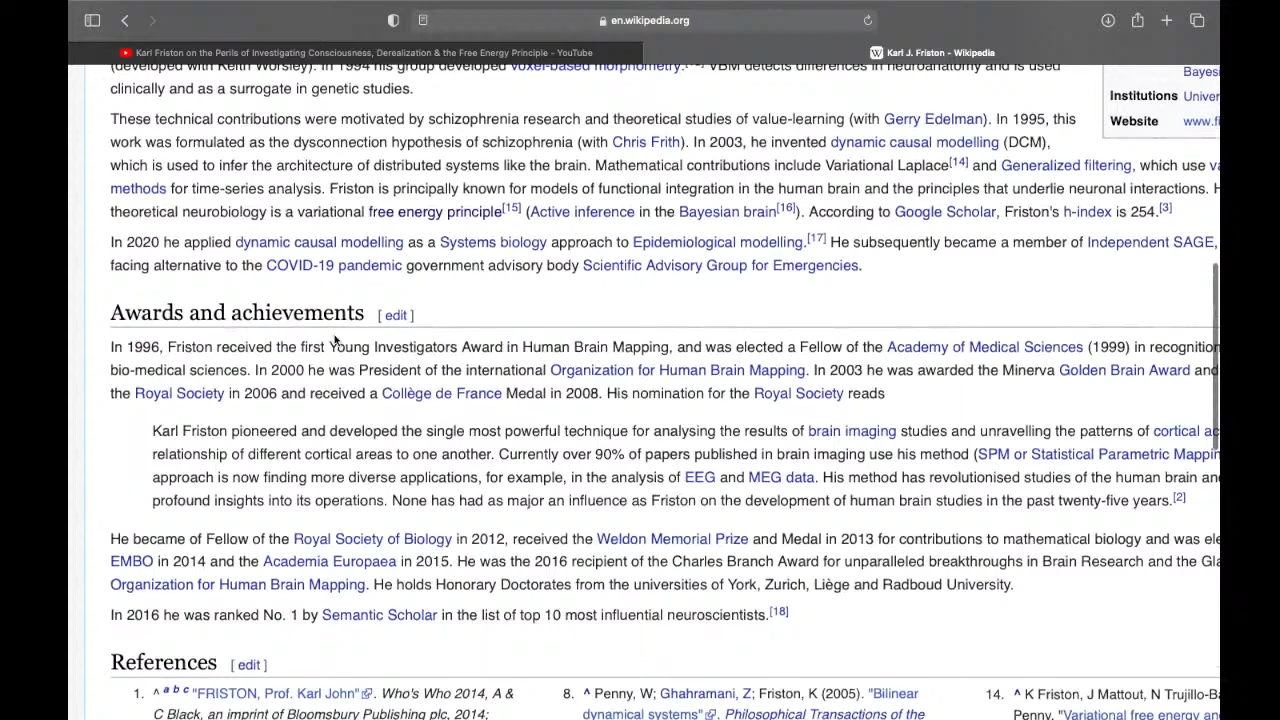 en.wikipedia.org
Karl Friston on the Perils of Investigating Consciousness, Derealization & the Free Energy Principle - YouTube
W Karl J. Friston - Wikipedia
(developed with Keith Worsley). In 1994 his group developed voxel-based morphometry. VBM detects differences in neuroanatomy and is used
clinically and as a surrogate in genetic studies.
Bayesi
Institutions Univer
Website www.fi
These technical contributions were motivated by schizophrenia research and theoretical studies of value-learning (with Gerry Edelman). In 1995, this
work was formulated as the dysconnection hypothesis of schizophrenia (with Chris Frith). In 2003, he invented dynamic causal modelling (DCM),
which is used to infer the architecture of distributed systems like the brain. Mathematical contributions include Variational Laplace[14] and Generalized filtering, which use va
methods for time-series analysis. Friston is principally known for models of functional integration in the human brain and the principles that underlie neuronal interactions. H
theoretical neurobiology is a variational free energy principle[15] (Active inference in the Bayesian brain[16]). According to Google Scholar, Friston's h-index is 254.[3]
In 2020 he applied dynamic causal modelling as a Systems biology approach to Epidemiological modelling.[17] He subsequently became a member of Independent SAGE,
facing alternative to the COVID-19 pandemic government advisory body Scientific Advisory Group for Emergencies.
Awards and achievements [ edit ]
In 1996, Friston received the first Young Investigators Award in Human Brain Mapping, and was elected a Fellow of the Academy of Medical Sciences (1999) in recognition
bio-medical sciences. In 2000 he was President of the international Organization for Human Brain Mapping. In 2003 he was awarded the Minerva Golden Brain Award and
the Royal Society in 2006 and received a Collège de France Medal in 2008. His nomination for the Royal Society reads
Karl Friston pioneered and developed the single most powerful technique for analysing the results of brain imaging studies and unravelling the patterns of cortical ac
relationship of different cortical areas to one another. Currently over 90% of papers published in brain imaging use his method (SPM or Statistical Parametric Mappin
approach is now finding more diverse applications, for example, in the analysis of EEG and MEG data. His method has revolutionised studies of the human brain and
profound insights into its operations. None has had as major an influence as Friston on the development of human brain studies in the past twenty-five years.[2]
He became of Fellow of the Royal Society of Biology in 2012, received the Weldon Memorial Prize and Medal in 2013 for contributions to mathematical biology and was ele
EMBO in 2014 and the Academia Europaea in 2015. He was the 2016 recipient of the Charles Branch Award for unparalleled breakthroughs in Brain Research and the Gla
Organization for Human Brain Mapping. He holds Honorary Doctorates from the universities of York, Zurich, Liège and Radboud University.
In 2016 he was ranked No. 1 by Semantic Scholar in the list of top 10 most influential neuroscientists.[18]
References [ edit ]
1. ^ a b c "FRISTON, Prof. Karl John". Who's Who 2014, A &
C Black, an imprint of Bloomsbury Publishing plc, 2014;
8. ^ Penny, W; Ghahramani, Z; Friston, K (2005). "Bilinear
dynamical systems". Philosophical Transactions of the
14. ^ K Friston, J Mattout, N Trujillo-Ba
Penny, "Variational free energy an